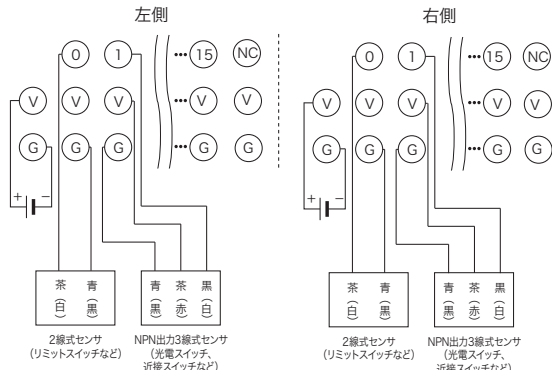 左側
0 1 … 15 NC
V V V … V V
G G G … G G
+ −
茶(白) 青(黒)
青(黒) 茶(赤) 黒(白)
2線式センサ
(リミットスイッチなど)
NPN出力3線式センサ
(光電スイッチ、
近接スイッチなど)
右側
0 1 … 15 NC
V V V … V V
G G G … G G
+ −
茶(白) 青(黒)
青(黒) 茶(赤) 黒(白)
2線式センサ
(リミットスイッチなど)
NPN出力3線式センサ
(光電スイッチ、
近接スイッチなど)